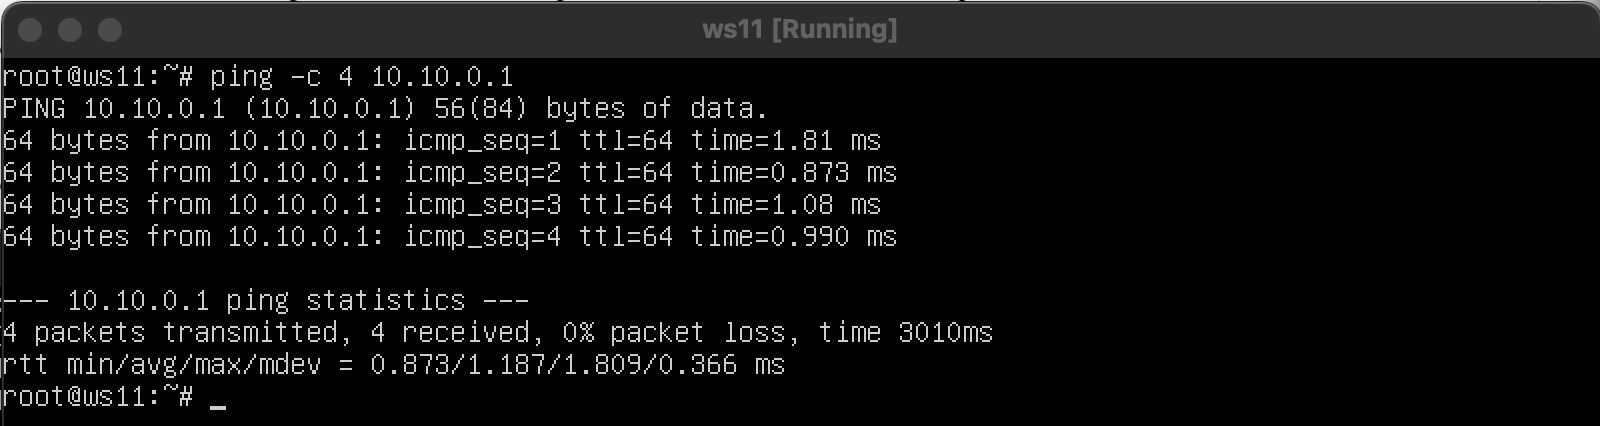 ws11 [Running]
root@ws11:~# ping -c 4 10.10.0.1
PING 10.10.0.1 (10.10.0.1) 56(84) bytes of data.
64 bytes from 10.10.0.1: icmp_seq=1 ttl=64 time=1.81 ms
64 bytes from 10.10.0.1: icmp_seq=2 ttl=64 time=0.873 ms
64 bytes from 10.10.0.1: icmp_seq=3 ttl=64 time=1.08 ms
64 bytes from 10.10.0.1: icmp_seq=4 ttl=64 time=0.990 ms
--- 10.10.0.1 ping statistics ---
4 packets transmitted, 4 received, 0% packet loss, time 3010ms
rtt min/avg/max/mdev = 0.873/1.187/1.809/0.366 ms
root@ws11:~# _